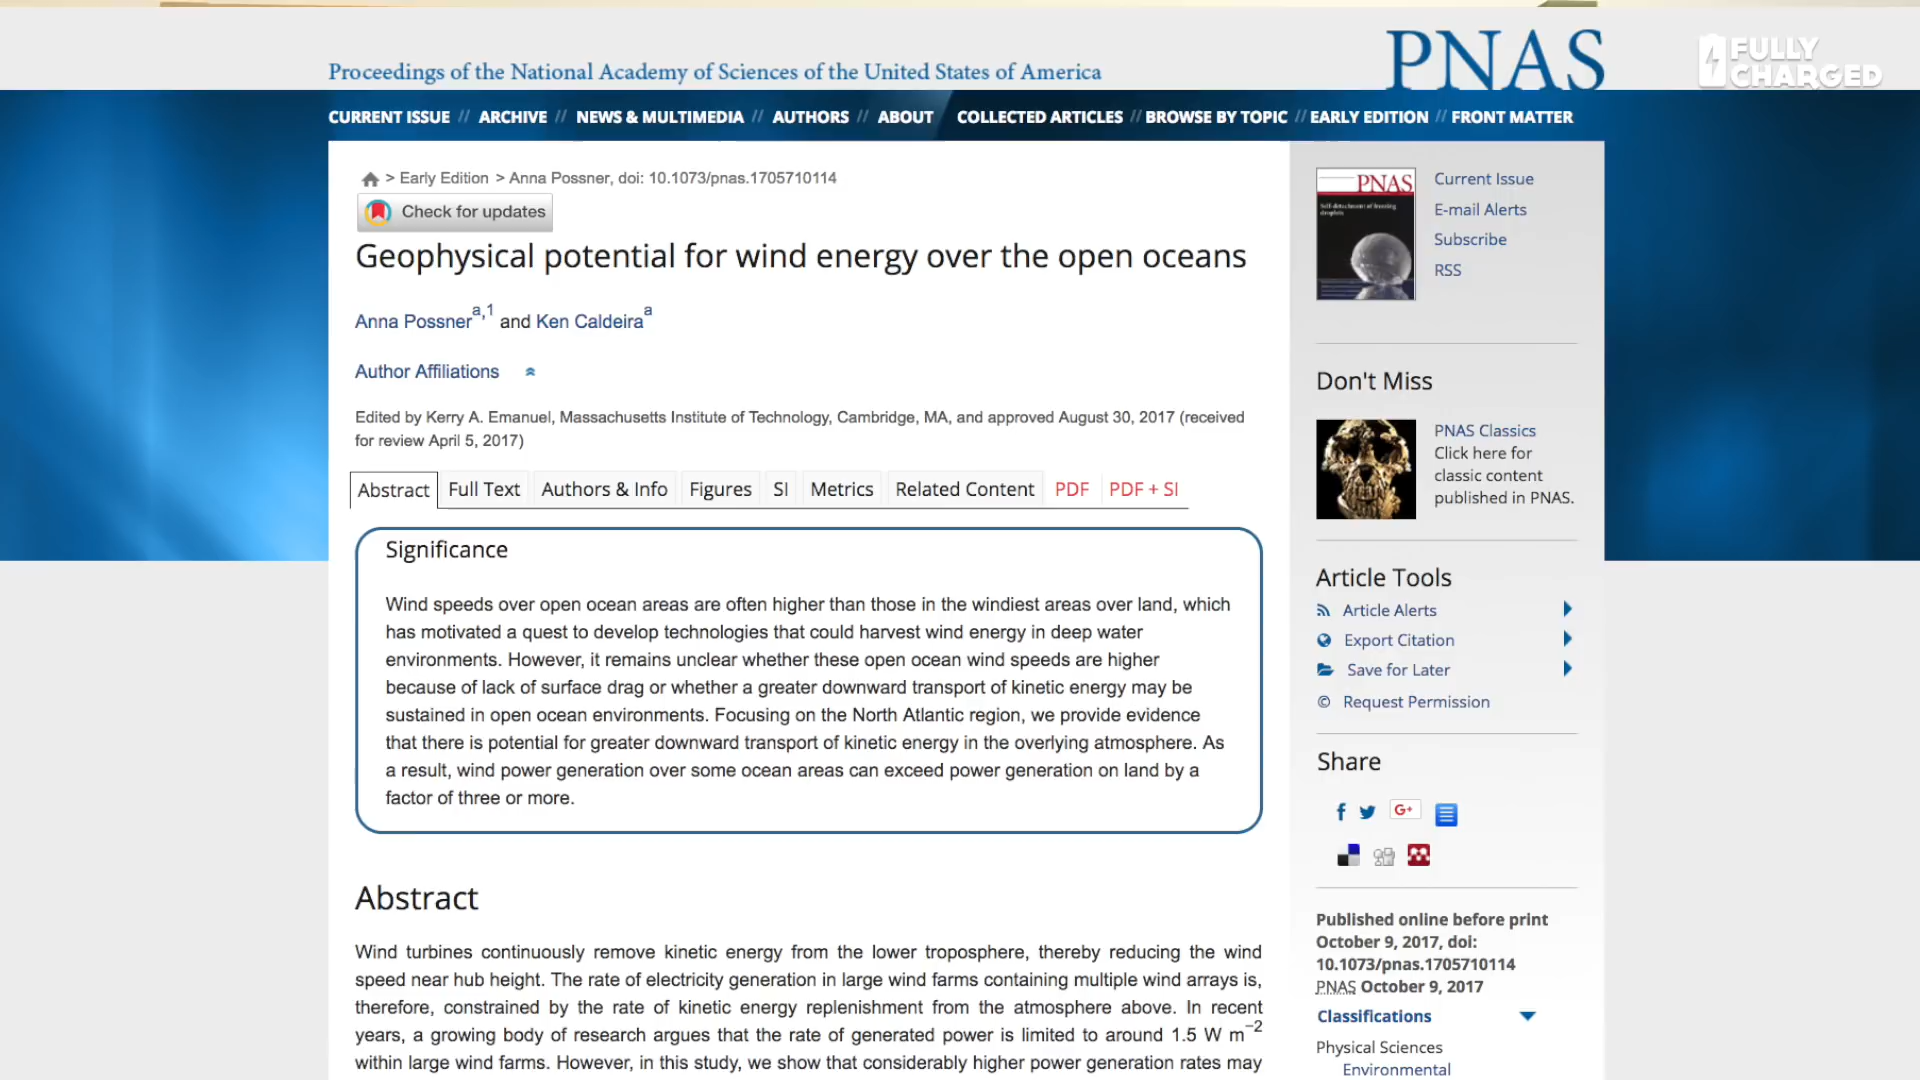 Proceedings of the National Academy of Sciences of the United States of America
PNAS
FULLY
CHARGED
CURRENT ISSUE // ARCHIVE // NEWS & MULTIMEDIA // AUTHORS // ABOUT COLLECTED ARTICLES // BROWSE BY TOPIC // EARLY EDITION // FRONT MATTER
> Early Edition > Anna Possner, doi: 10.1073/pnas.1705710114
Check for updates
Geophysical potential for wind energy over the open oceans
Anna Possner a,1 and Ken Caldeira a
Author Affiliations
Edited by Kerry A. Emanuel, Massachusetts Institute of Technology, Cambridge, MA, and approved August 30, 2017 (received
for review April 5, 2017)
Abstract Full Text Authors & Info Figures SI Metrics Related Content PDF PDF + SI
Significance
Wind speeds over open ocean areas are often higher than those in the windiest areas over land, which
has motivated a quest to develop technologies that could harvest wind energy in deep water
environments. However, it remains unclear whether these open ocean wind speeds are higher
because of lack of surface drag or whether a greater downward transport of kinetic energy may be
sustained in open ocean environments. Focusing on the North Atlantic region, we provide evidence
that there is potential for greater downward transport of kinetic energy in the overlying atmosphere. As
a result, wind power generation over some ocean areas can exceed power generation on land by a
factor of three or more.
Abstract
Wind turbines continuously remove kinetic energy from the lower troposphere, thereby reducing the wind
speed near hub height. The rate of electricity generation in large wind farms containing multiple wind arrays is,
therefore, constrained by the rate of kinetic energy replenishment from the atmosphere above. In recent
years, a growing body of research argues that the rate of generated power is limited to around 1.5 W m−2
within large wind farms. However, in this study, we show that considerably higher power generation rates may
PNAS
Self-detachment of freezing
droplets
Current Issue
E-mail Alerts
Subscribe
RSS
Don't Miss
PNAS Classics
Click here for
classic content
published in PNAS.
Article Tools
Article Alerts
Export Citation
Save for Later
© Request Permission
Share
f
G+
Published online before print
October 9, 2017, doi:
10.1073/pnas.1705710114
PNAS October 9, 2017
Classifications
Physical Sciences
Environmental